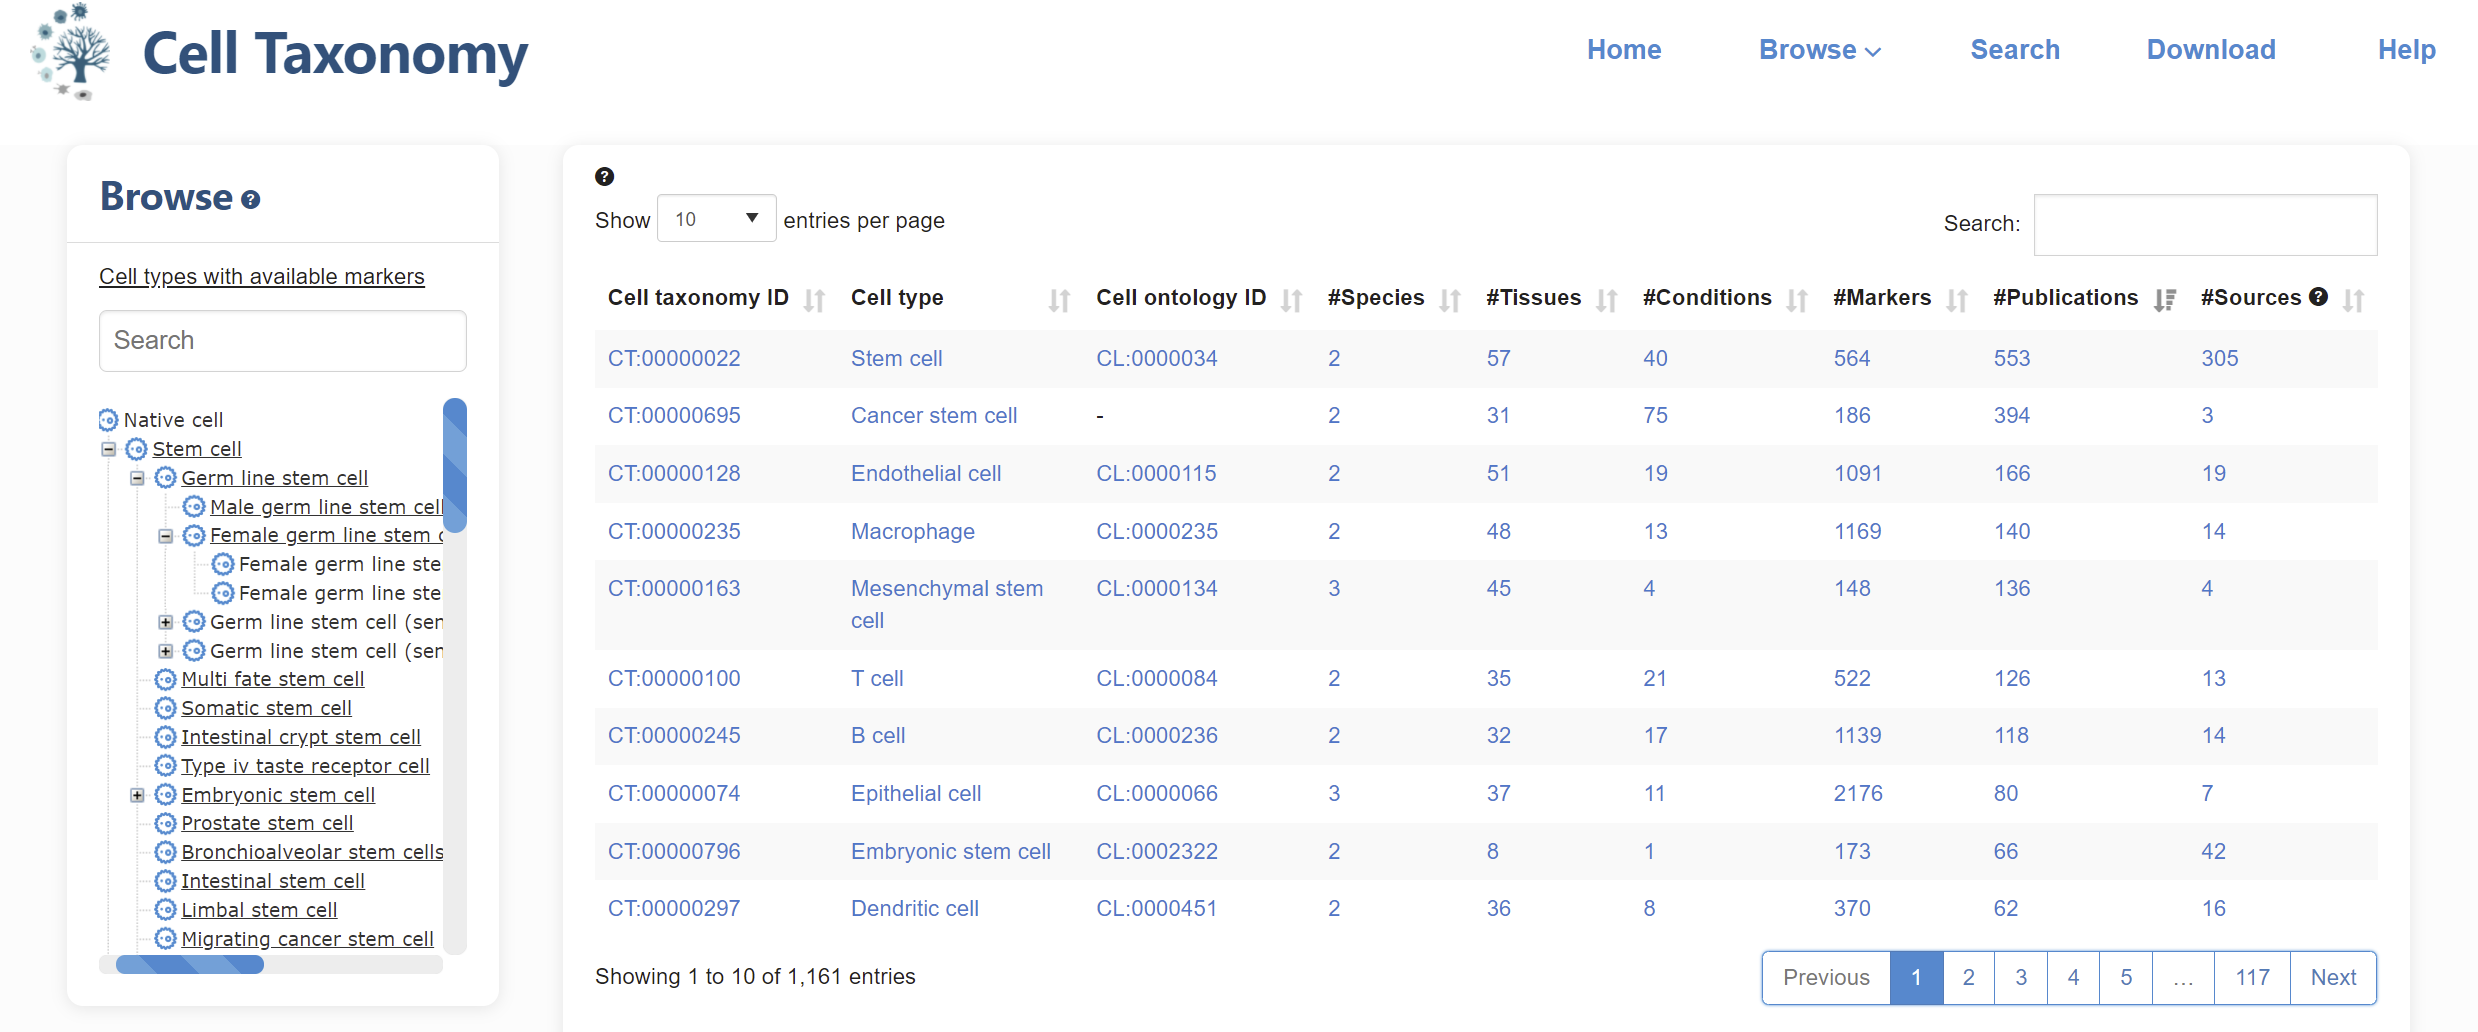 Cell Taxonomy
Home Browse Search Download Help
Browse
Cell types with available markers
Search
Native cell
Stem cell
Germ line stem cell
Male germ line stem cell
Female germ line stem c
Female germ line ste
Female germ line ste
Germ line stem cell (sen
Germ line stem cell (sen
Multi fate stem cell
Somatic stem cell
Intestinal crypt stem cell
Type iv taste receptor cell
Embryonic stem cell
Prostate stem cell
Bronchioalveolar stem cells
Intestinal stem cell
Limbal stem cell
Migrating cancer stem cell
Show 10 entries per page
Search:
Cell taxonomy ID Cell type Cell ontology ID #Species #Tissues #Conditions #Markers #Publications #Sources
CT:00000022 Stem cell CL:0000034 2 57 40 564 553 305
CT:00000695 Cancer stem cell - 2 31 75 186 394 3
CT:00000128 Endothelial cell CL:0000115 2 51 19 1091 166 19
CT:00000235 Macrophage CL:0000235 2 48 13 1169 140 14
CT:00000163 Mesenchymal stem CL:0000134 3 45 4 148 136 4
cell
CT:00000100 T cell CL:0000084 2 35 21 522 126 13
CT:00000245 B cell CL:0000236 2 32 17 1139 118 14
CT:00000074 Epithelial cell CL:0000066 3 37 11 2176 80 7
CT:00000796 Embryonic stem cell CL:0002322 2 8 1 173 66 42
CT:00000297 Dendritic cell CL:0000451 2 36 8 370 62 16
Showing 1 to 10 of 1,161 entries
Previous 1 2 3 4 5 … 117 Next